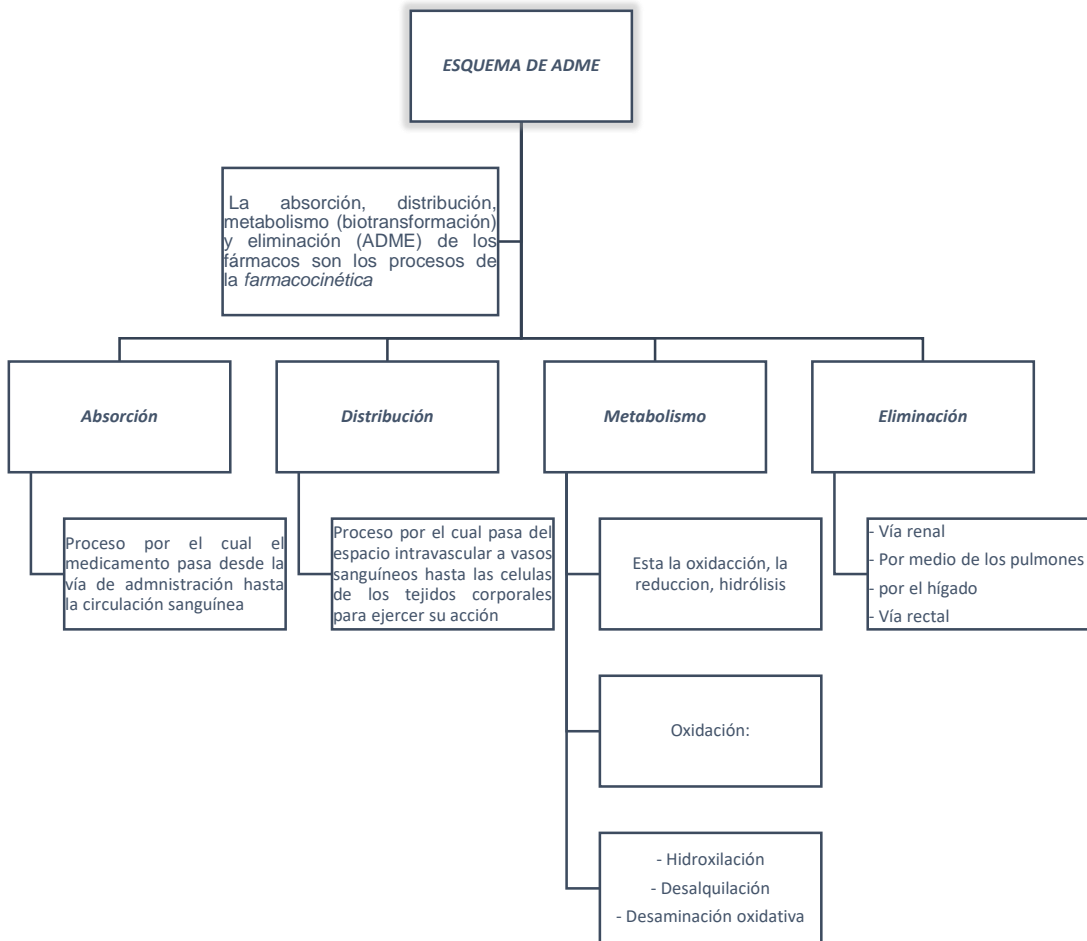 ESQUEMA DE ADME
La absorción, distribución,
metabolismo (biotransformación)
y eliminación (ADME) de los
fármacos son los procesos de
la farmacocinética
Absorción
Distribución
Metabolismo
Eliminación
Proceso por el cual el
medicamento pasa desde la
vía de admnistración hasta
la circulación sanguínea
Proceso por el cual pasa del
espacio intravascular a vasos
sanguíneos hasta las celulas
de los tejidos corporales
para ejercer su acción
Esta la oxidacción, la
reduccion, hidrólisis
Oxidación:
- Hidroxilación
- Desalquilación
- Desaminación oxidativa
- Vía renal
- Por medio de los pulmones
- por el hígado
- Vía rectal